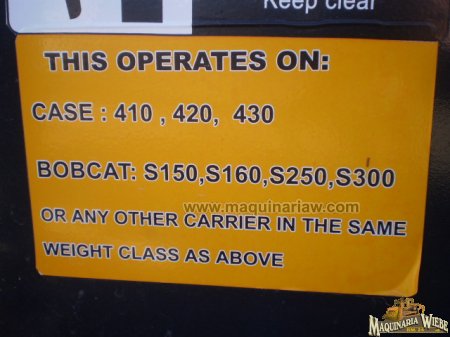 Keep clear
THIS OPERATES ON:
CASE : 410 , 420, 430
BOBCAT: S150,S160,S250,S300
www.maquinariaw.com
OR ANY OTHER CARRIER IN THE SAME
WEIGHT CLASS AS ABOVE
MAQUINARIA WIEBE